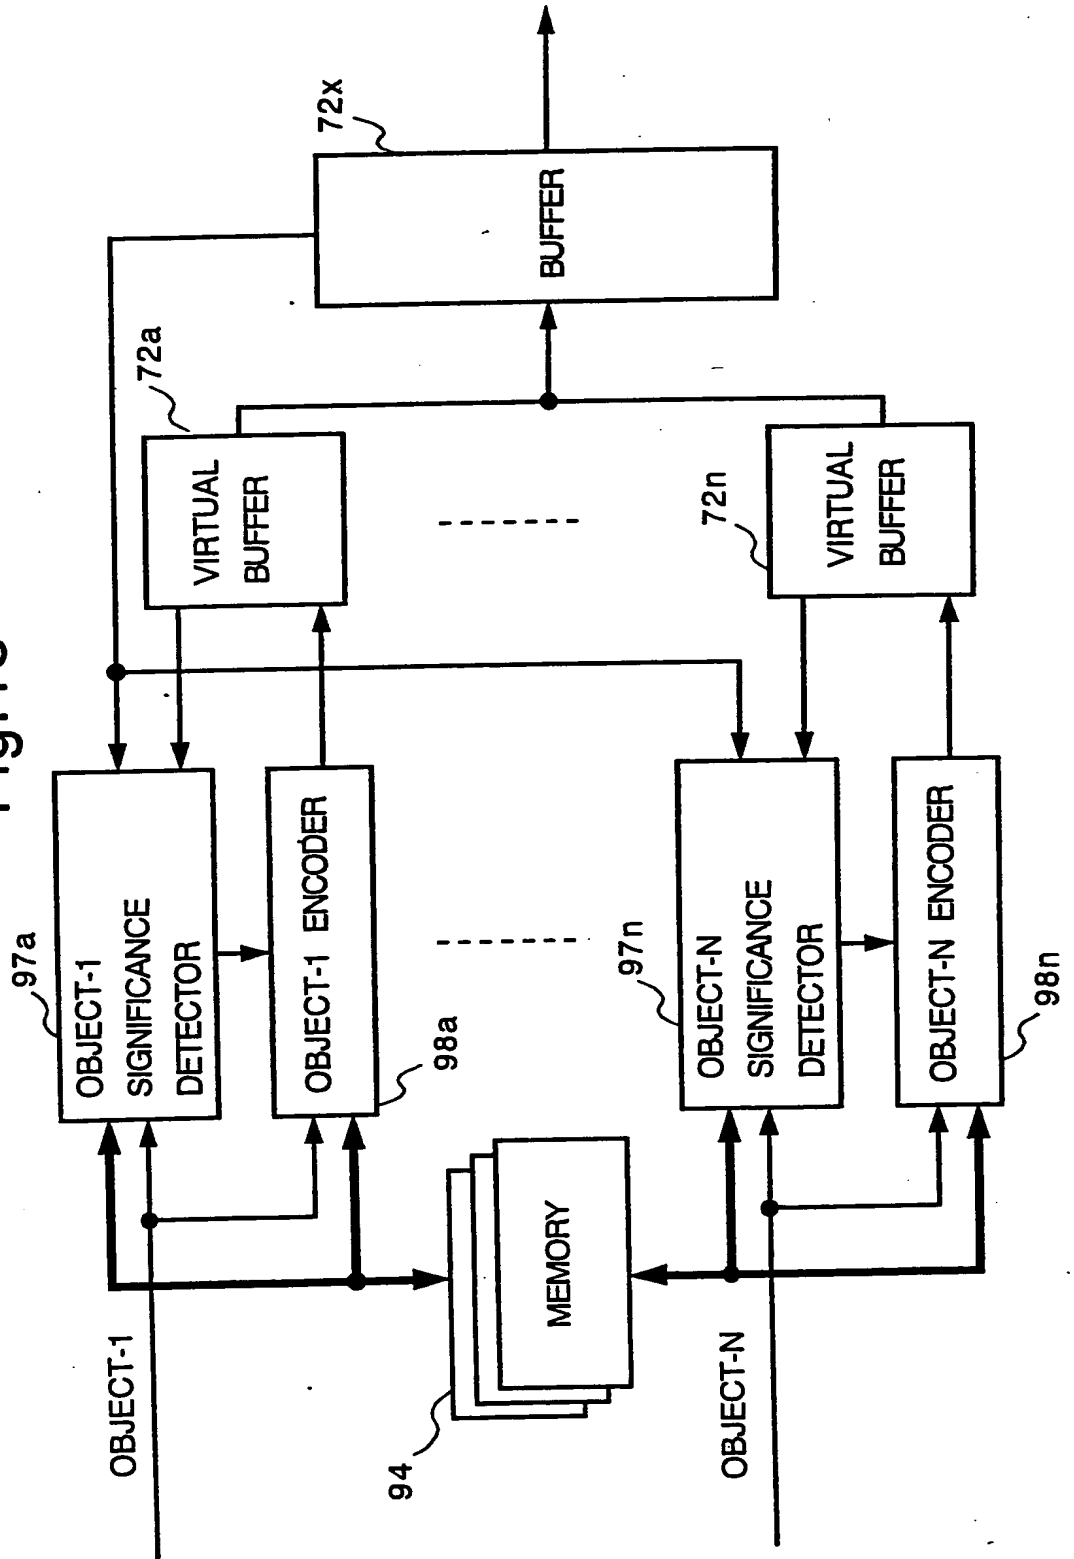 97a
OBJECT-1
SIGNIFICANCE
DETECTOR
OBJECT-1
OBJECT-1 ENCODER
98a
72a
VIRTUAL
BUFFER
72x
BUFFER
94
MEMORY
97n
OBJECT-N
SIGNIFICANCE
DETECTOR
OBJECT-N
OBJECT-N ENCODER
98n
72n
VIRTUAL
BUFFER